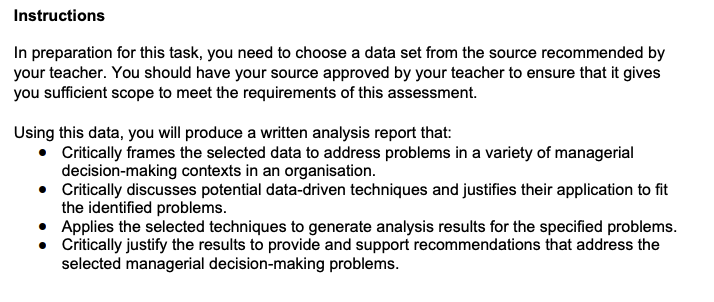 Instructions
In preparation for this task, you need to choose a data set from the source recommended by
your teacher. You should have your source approved by your teacher to ensure that it gives
you sufficient scope to meet the requirements of this assessment.
Using this data, you will produce a written analysis report that:
● Critically frames the selected data to address problems in a variety of managerial
decision-making contexts in an organisation.
● Critically discusses potential data-driven techniques and justifies their application to fit
the identified problems.
● Applies the selected techniques to generate analysis results for the specified problems.
● Critically justify the results to provide and support recommendations that address the
selected managerial decision-making problems.